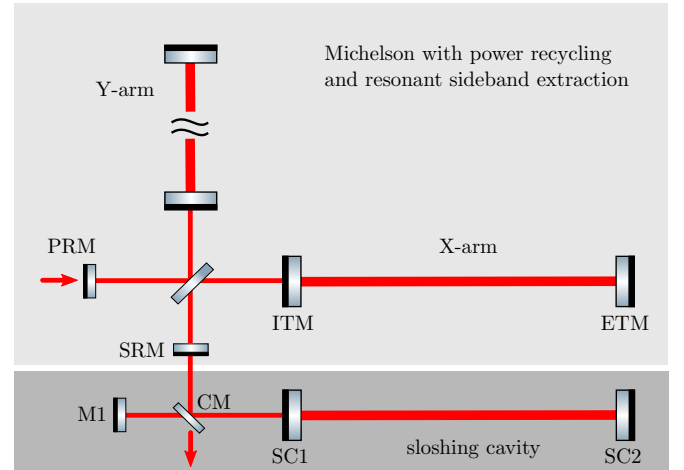 Michelson with power recycling
and resonant sideband extraction
Y-arm
PRM
X-arm
ITM
ETM
SRM
M1
CM
SC1
sloshing cavity
SC2